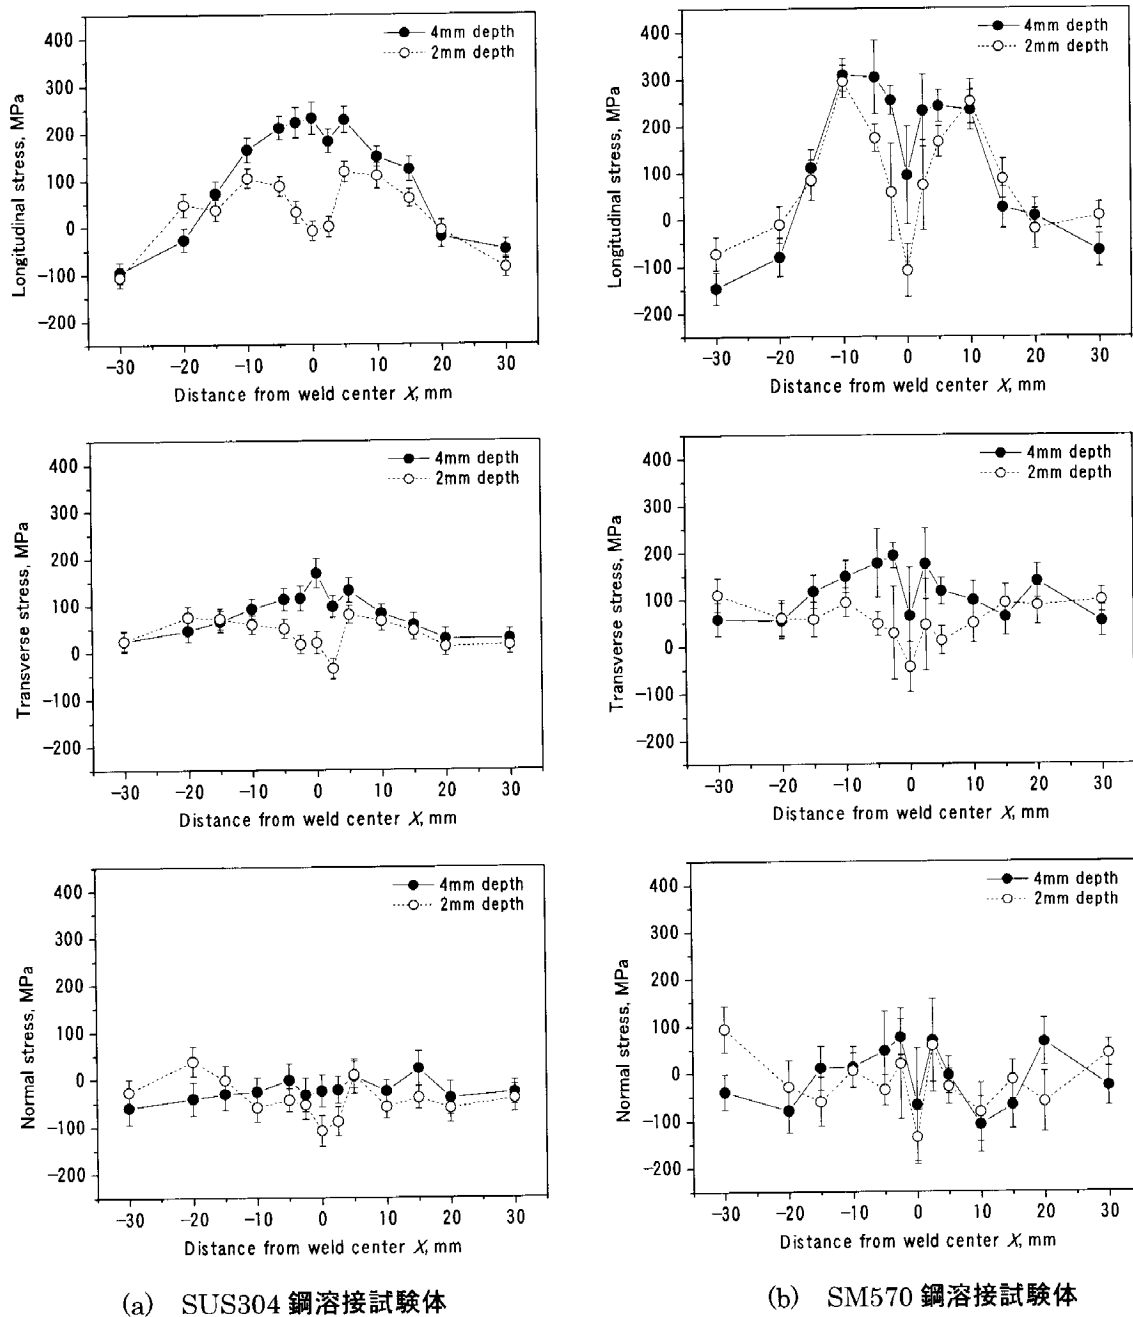 400
300
200
100
0
−100
−200
Longitudinal stress, MPa
4mm depth
2mm depth
−30 −20 −10 0 10 20 30
Distance from weld center X, mm
400
300
200
100
0
−100
−200
Longitudinal stress, MPa
4mm depth
2mm depth
−30 −20 −10 0 10 20 30
Distance from weld center X, mm
400
300
200
100
0
−100
−200
Transverse stress, MPa
4mm depth
2mm depth
−30 −20 −10 0 10 20 30
Distance from weld center X, mm
400
300
200
100
0
−100
−200
Transverse stress, MPa
4mm depth
2mm depth
−30 −20 −10 0 10 20 30
Distance from weld center X, mm
400
300
200
100
0
−100
−200
Normal stress, MPa
4mm depth
2mm depth
−30 −20 −10 0 10 20 30
Distance from weld center X, mm
400
300
200
100
0
−100
−200
Normal stress, MPa
4mm depth
2mm depth
−30 −20 −10 0 10 20 30
Distance from weld center X, mm
(a) SUS304 鋼溶接試験体
(b) SM570 鋼溶接試験体